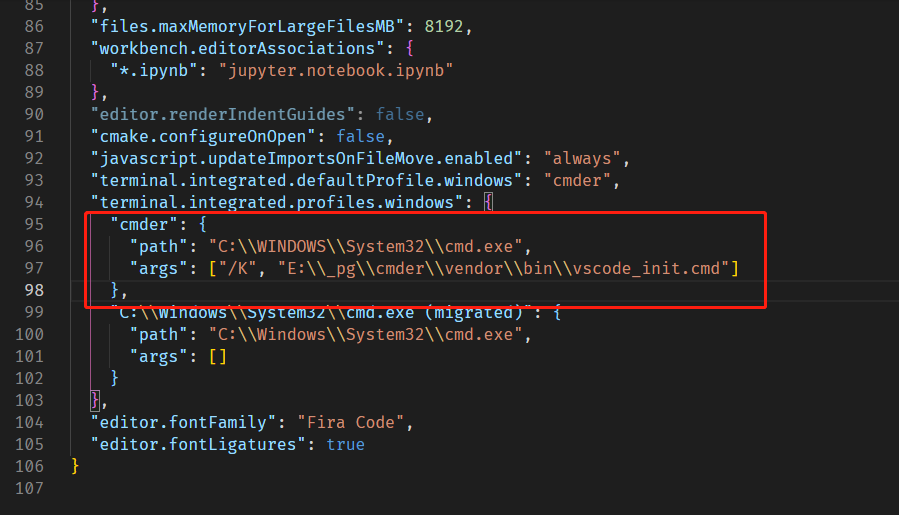 85 },
86 "files.maxMemoryForLargeFilesMB": 8192,
87 "workbench.editorAssociations": {
88 "*.ipynb": "jupyter.notebook.ipynb"
89 },
90 "editor.renderIndentGuides": false,
91 "cmake.configureOnOpen": false,
92 "javascript.updateImportsOnFileMove.enabled": "always",
93 "terminal.integrated.defaultProfile.windows": "cmder",
94 "terminal.integrated.profiles.windows": {
95 "cmder": {
96 "path": "C:\\WINDOWS\\System32\\cmd.exe",
97 "args": ["/K", "E:\\_pg\\cmder\\vendor\\bin\\vscode_init.cmd"]
98 },
99 "C:\\Windows\\System32\\cmd.exe (migrated)": {
100 "path": "C:\\Windows\\System32\\cmd.exe",
101 "args": []
102 }
103 },
104 "editor.fontFamily": "Fira Code",
105 "editor.fontLigatures": true
106 }
107